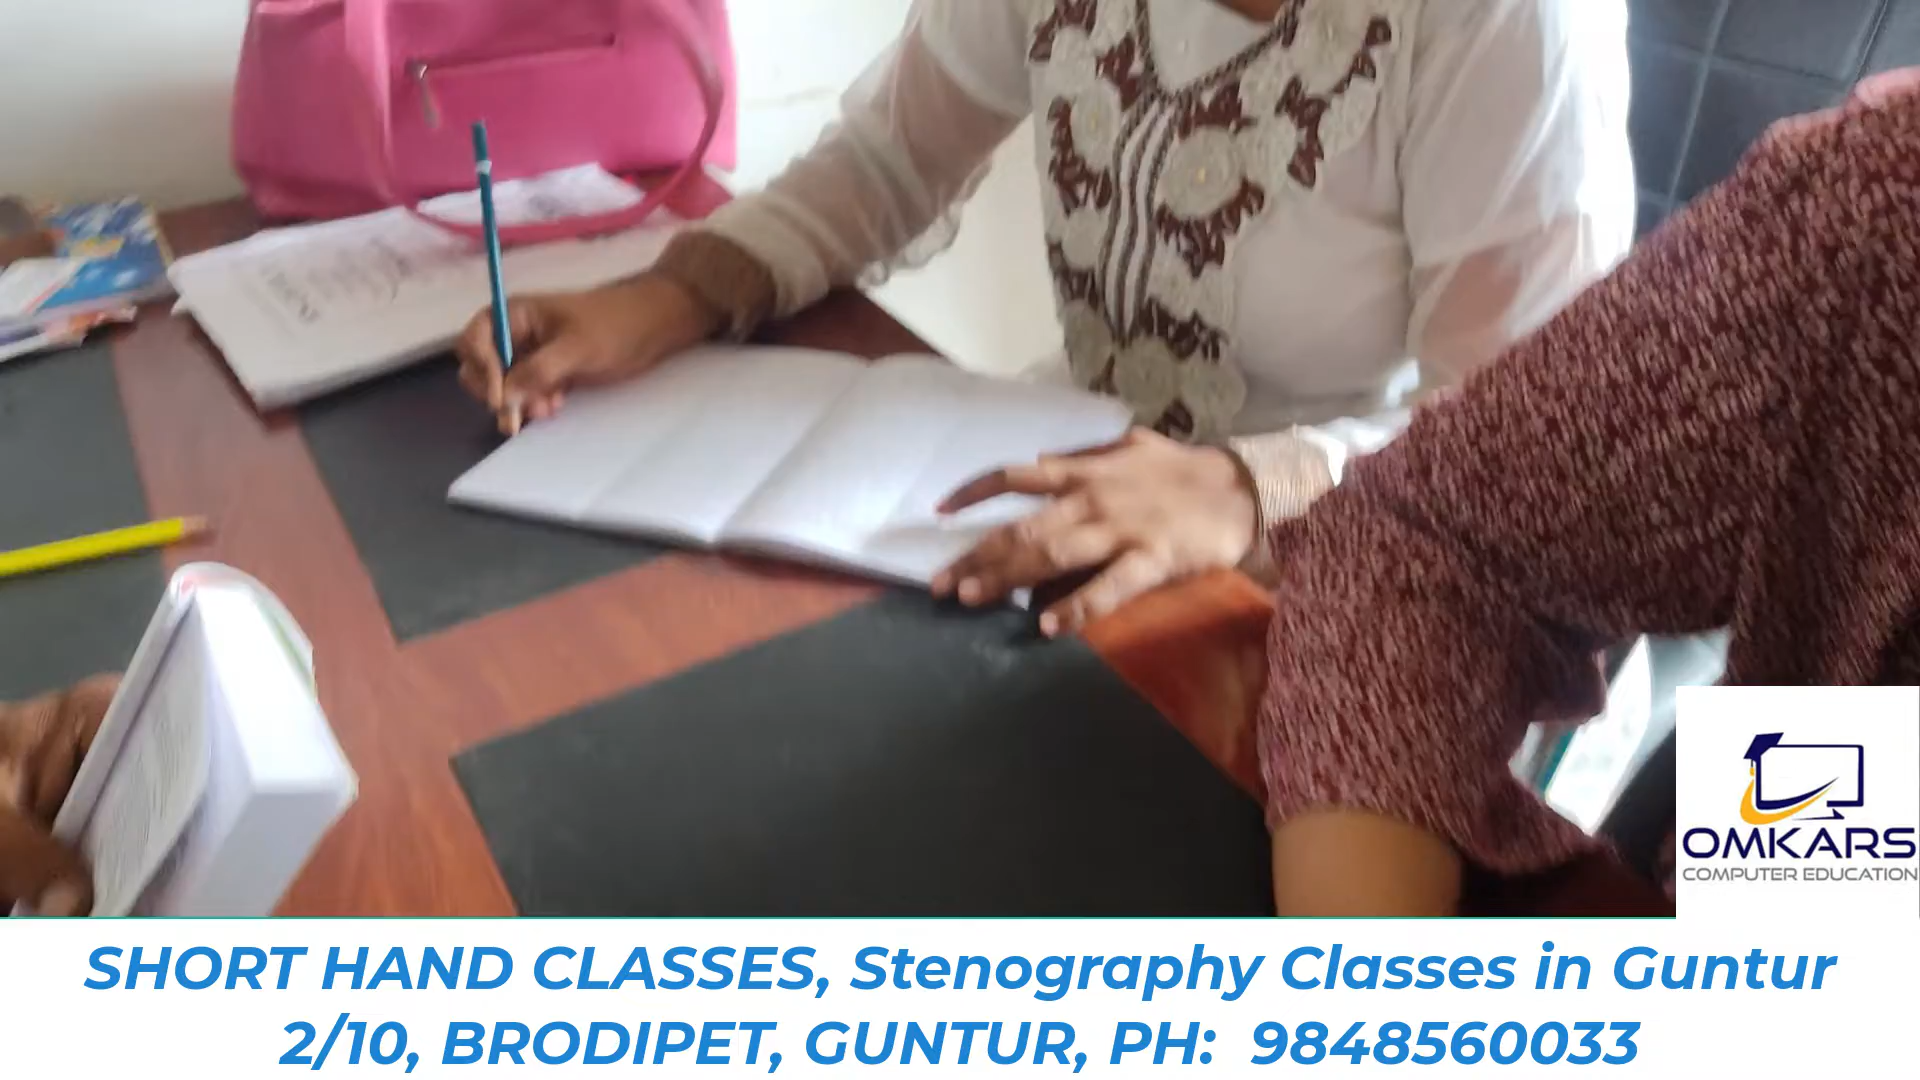 OMKARS
COMPUTER EDUCATION
SHORT HAND CLASSES, Stenography Classes in Guntur
2/10, BRODIPET, GUNTUR, PH: 9848560033